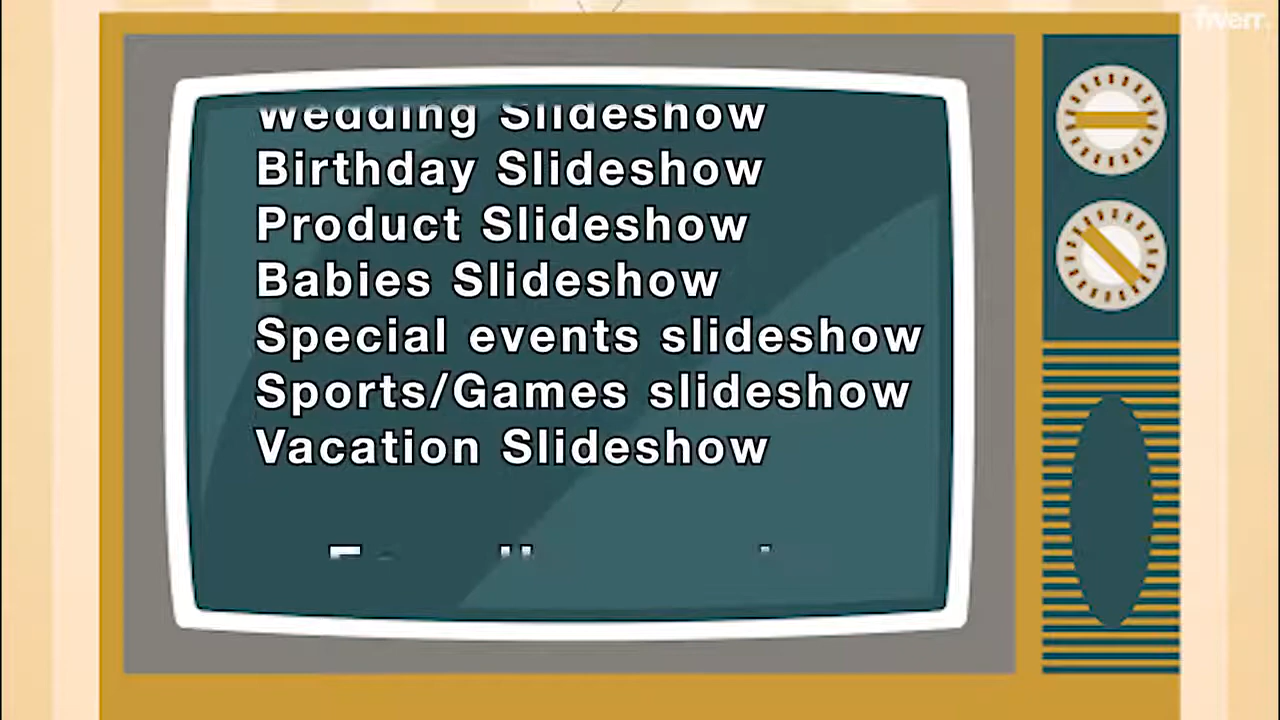 fiverr.
Wedding Slideshow
Birthday Slideshow
Product Slideshow
Babies Slideshow
Special events slideshow
Sports/Games slideshow
Vacation Slideshow